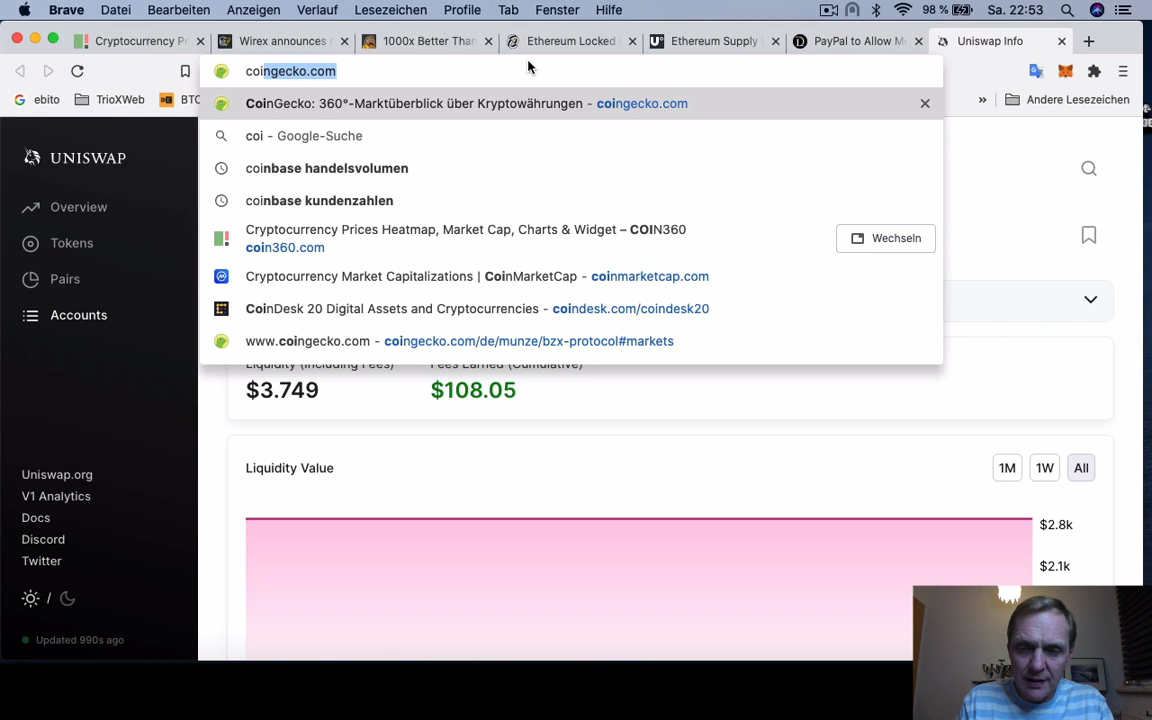 Brave Datei Bearbeiten Anzeigen Verlauf Lesezeichen Profile Tab Fenster Hilfe 98 % Sa. 22:53
Cryptocurrency Pr Wirex announces 1000x Better Than Ethereum Locked Ethereum Supply PayPal to Allow M Uniswap Info
coingecko.com
ebito TrioXWeb BTC » Andere Lesezeichen
CoinGecko: 360°-Marktüberblick über Kryptowährungen - coingecko.com
coi - Google-Suche
coinbase handelsvolumen
coinbase kundenzahlen
Cryptocurrency Prices Heatmap, Market Cap, Charts & Widget – COIN360
coin360.com
Wechseln
Cryptocurrency Market Capitalizations | CoinMarketCap - coinmarketcap.com
CoinDesk 20 Digital Assets and Cryptocurrencies - coindesk.com/coindesk20
www.coingecko.com - coingecko.com/de/munze/bzx-protocol#markets
UNISWAP
Overview
Tokens
Pairs
Accounts
Liquidity (Including Fees) Fees Earned (Cumulative)
$3.749 $108.05
Liquidity Value 1M 1W All
$2.8k
$2.1k
Uniswap.org
V1 Analytics
Docs
Discord
Twitter
/
Updated 990s ago